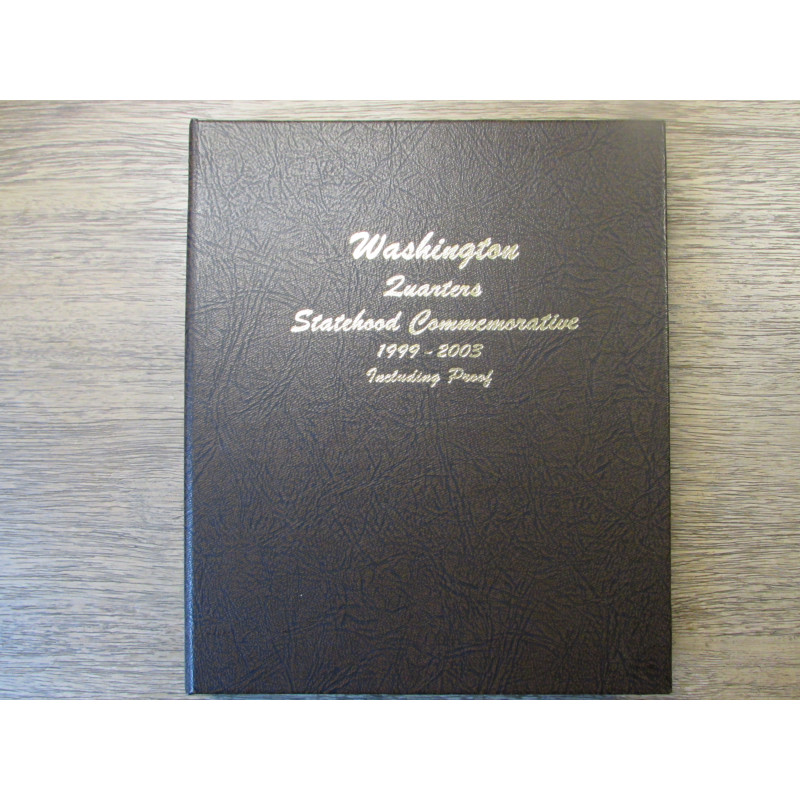 Washington
Quarters
Statehood Commemorative
1999-2003
Including Proof